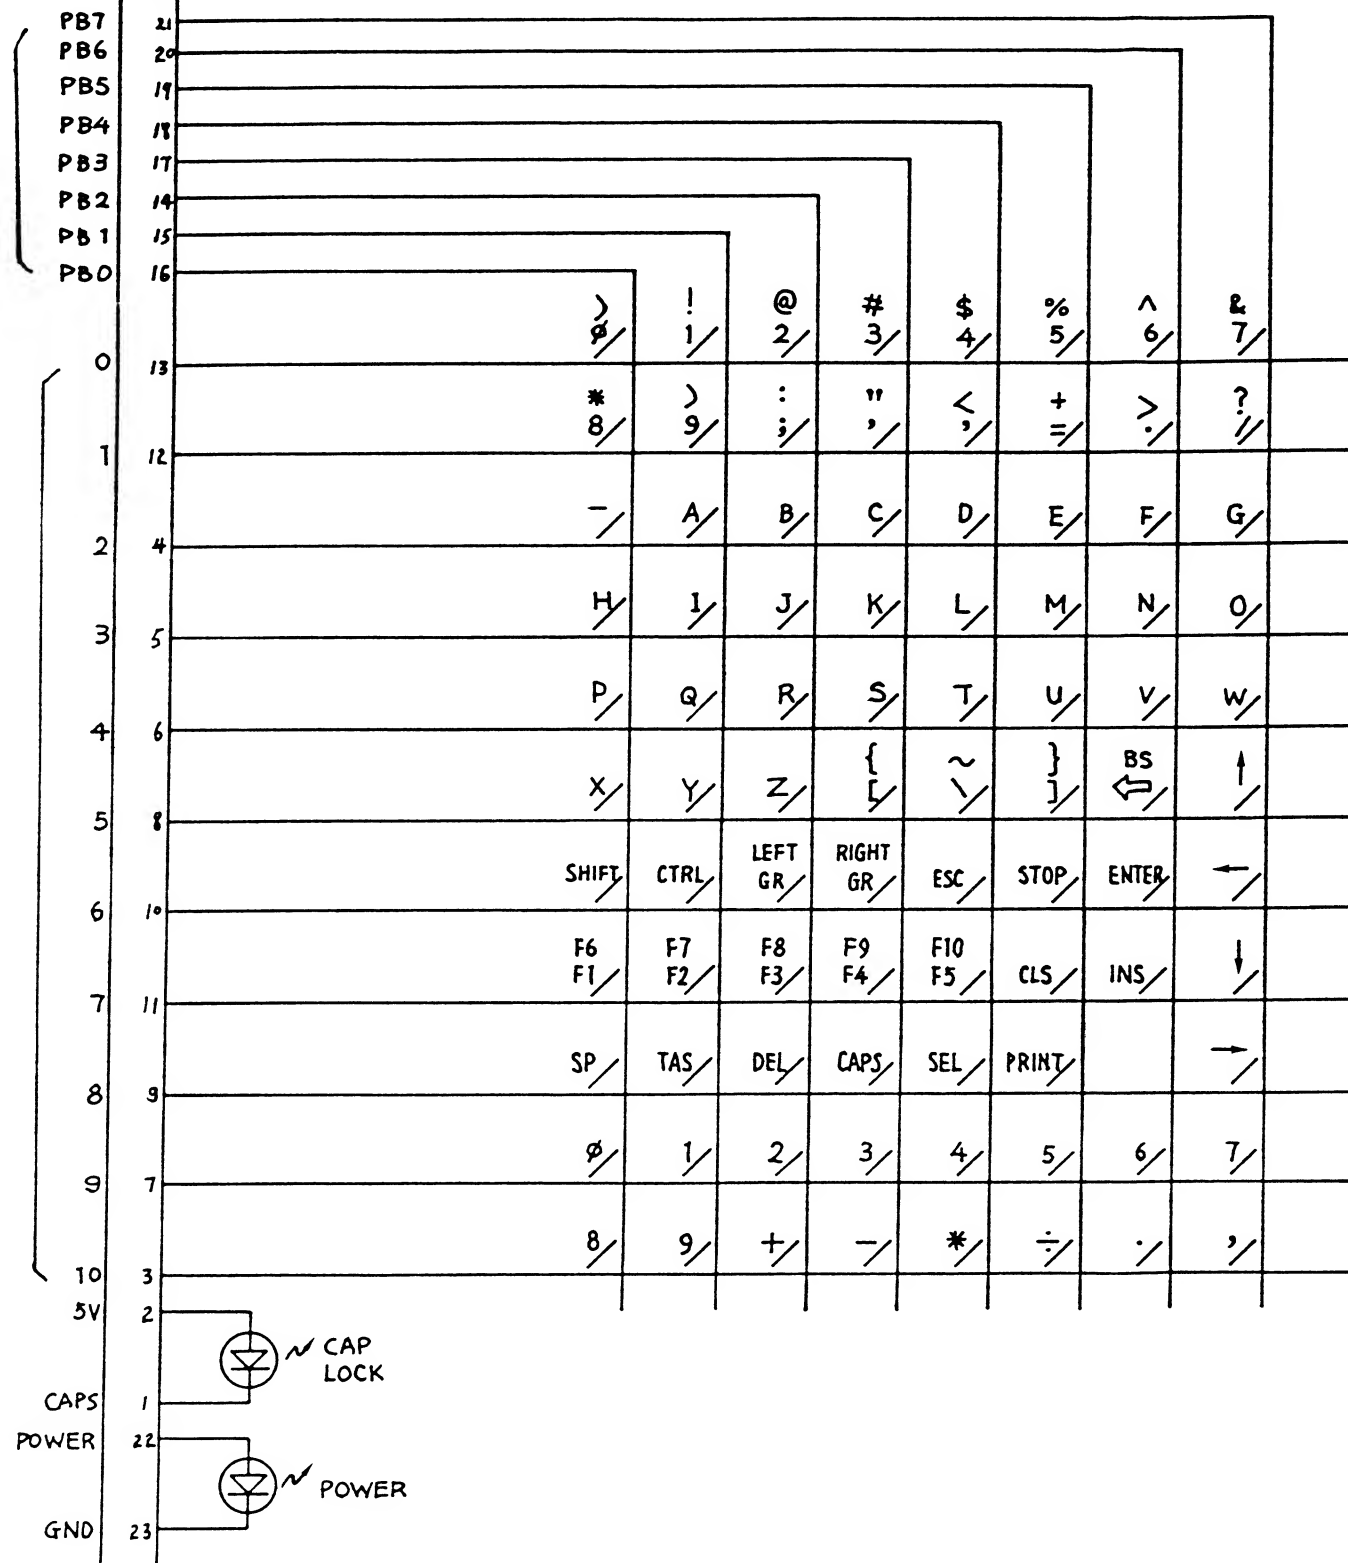 PB7 21
PB6 20
PB5 19
PB4 18
PB3 17
PB2 14
PB1 15
PB0 16
) ! @ # $ % ^ &
Ø 1 2 3 4 5 6 7
0 13
* ) : " < + > ?
8 9 ; ' , = . /
1 12
- A B C D E F G
2 4
H I J K L M N O
3 5
P Q R S T U V W
4 6
{ ~ } BS ↑
X Y Z [ \ ] ⇦
5 8
LEFT RIGHT
SHIFT CTRL GR GR ESC STOP ENTER ←
6 10
F6 F7 F8 F9 F10 ↓
F1 F2 F3 F4 F5 CLS INS
7 11
SP TAS DEL CAPS SEL PRINT →
8 9
Ø 1 2 3 4 5 6 7
9 7
8 9 + - * ÷ . ,
10 3
5V 2
CAP
LOCK
CAPS 1
POWER 22
POWER
GND 23